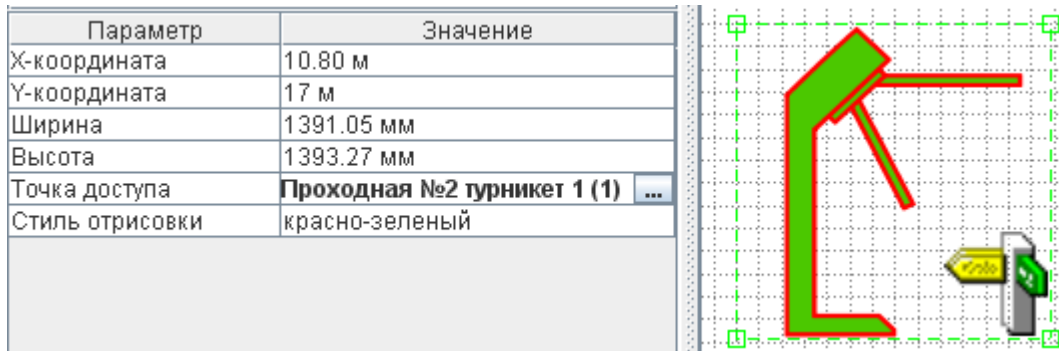 Параметр Значение
X-координата 10.80 м
Y-координата 17 м
Ширина 1391.05 мм
Высота 1393.27 мм
Точка доступа Проходная №2 турникет 1 (1) ...
Стиль отрисовки красно-зеленый